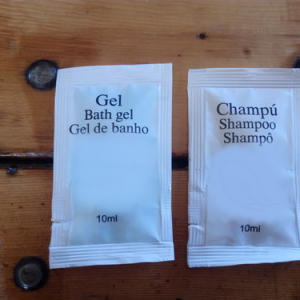 Gel
Bath gel
Gel de banho
10ml
Champú
Shampoo
Shampô
10ml